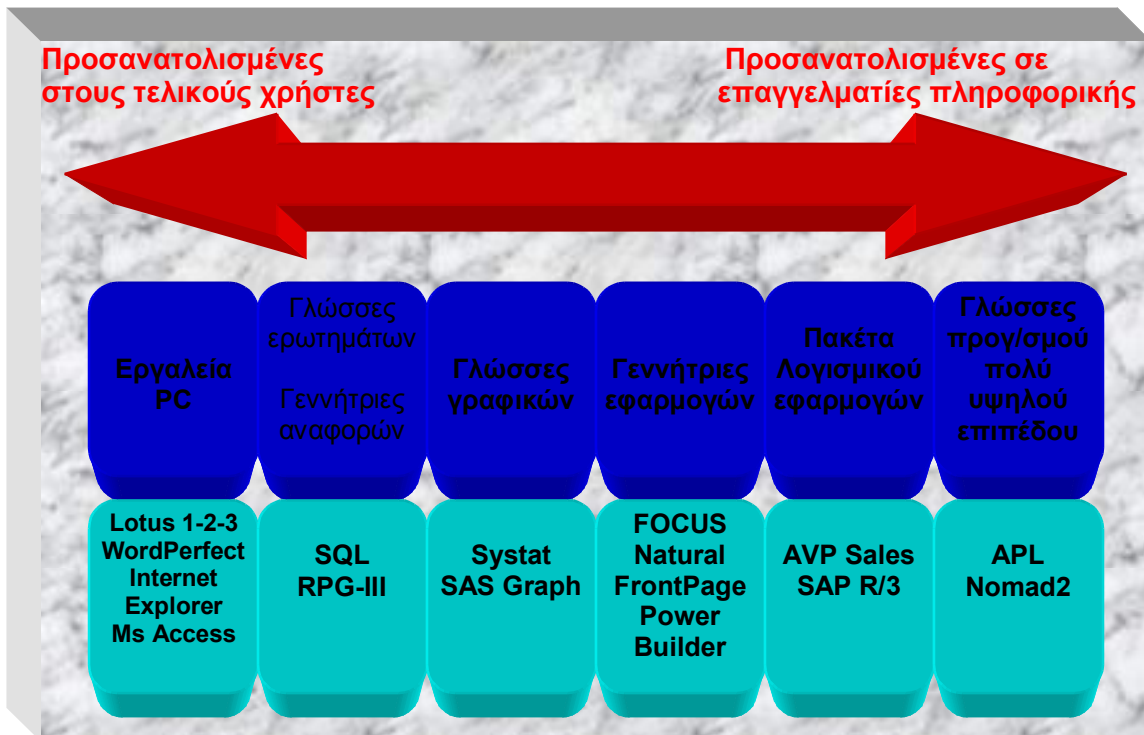 Προσανατολισμένες
στους τελικούς χρήστες
Προσανατολισμένες σε
επαγγελματίες πληροφορικής
Εργαλεία
PC
Γλώσσες
ερωτημάτων
Γεννήτριες
αναφορών
Γλώσσες
γραφικών
Γεννήτριες
εφαρμογών
Πακέτα
Λογισμικού
εφαρμογών
Γλώσσες
προγ/σμού
πολύ
υψηλού
επιπέδου
Lotus 1-2-3
WordPerfect
Internet
Explorer
Ms Access
SQL
RPG-III
Systat
SAS Graph
FOCUS
Natural
FrontPage
Power
Builder
AVP Sales
SAP R/3
APL
Nomad2